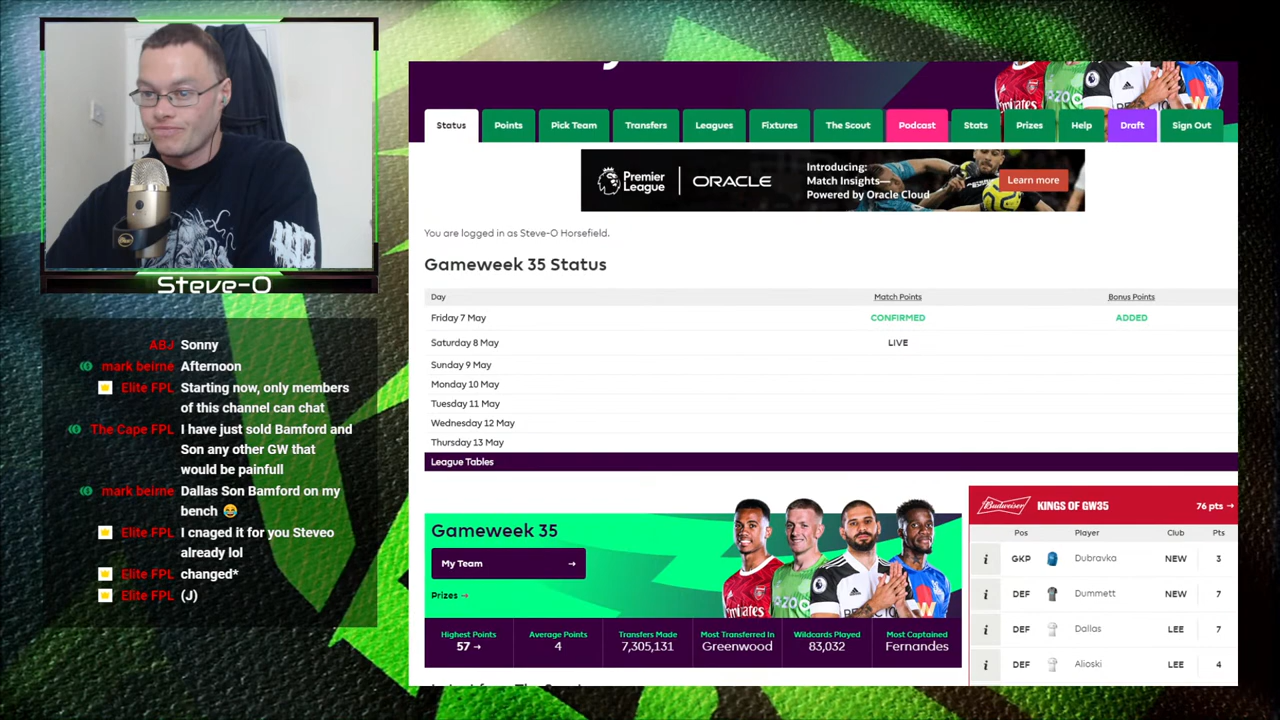 Status Points Pick Team Transfers Leagues Fixtures The Scout Podcast Stats Prizes Help Draft Sign Out
Premier League ORACLE
Introducing:
Match Insights—
Powered by Oracle Cloud
Learn more
You are logged in as Steve-O Horsefield.
Gameweek 35 Status
Day Match Points Bonus Points
Friday 7 May CONFIRMED ADDED
Saturday 8 May LIVE
Sunday 9 May
Monday 10 May
Tuesday 11 May
Wednesday 12 May
Thursday 13 May
League Tables
Gameweek 35
My Team →
Prizes →
Highest Points Average Points Transfers Made Most Transferred In Wildcards Played Most Captained
57 → 4 7,305,131 Greenwood 83,032 Fernandes
Budweiser KINGS OF GW35 76 pts →
Pos Player Club Pts
i GKP Dubravka NEW 3
i DEF Dummett NEW 7
i DEF Dallas LEE 7
i DEF Alioski LEE 4
Steve-O
ABJ Sonny
mark beirne Afternoon
Elite FPL Starting now, only members
of this channel can chat
The Cape FPL I have just sold Bamford and
Son any other GW that
would be painfull
mark beirne Dallas Son Bamford on my
bench 😂
Elite FPL I cnaged it for you Steveo
already lol
Elite FPL changed*
Elite FPL (J)